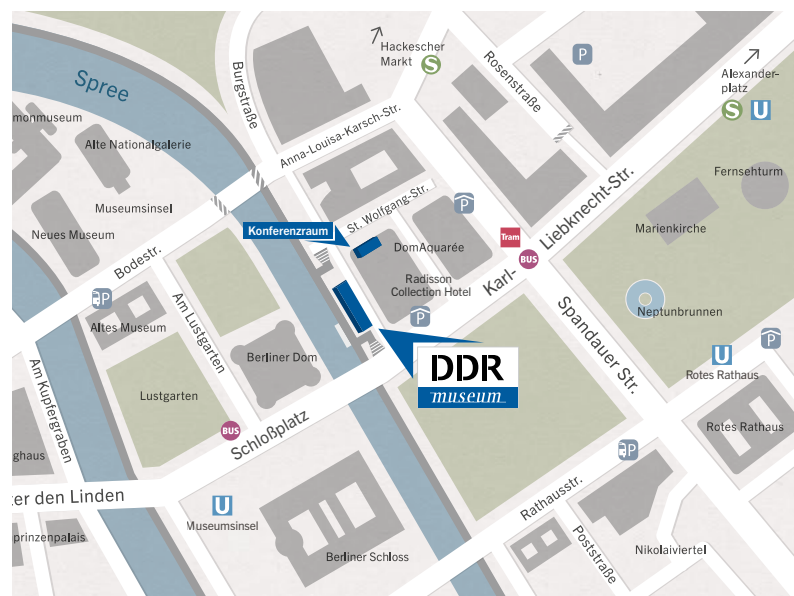 Hackescher
Markt
S
Burgstraße
Spree
Rosenstraße
P
Alexander-
platz
S U
monmuseum
Alte Nationalgalerie
Anna-Louisa-Karsch-Str.
Fernsehturm
St. Wolfgang-Str.
P
Liebknecht-Str.
Museumsinsel
Neues Museum
Konferenzraum
Tram
Marienkirche
DomAquarée
BUS
Bodestr.
Karl-
Radisson
Collection Hotel
P
Am Lustgarten
P
Altes Museum
Spandauer Str.
Neptunbrunnen
P
U
Rotes Rathaus
Berliner Dom
DDR
museum
Am Kupfergraben
Lustgarten
BUS
Schloßplatz
Rotes Rathaus
P
ghaus
ter den Linden
U
Museumsinsel
Rathausstr.
prinzenpalais
Berliner Schloss
Poststraße
Nikolaiviertel